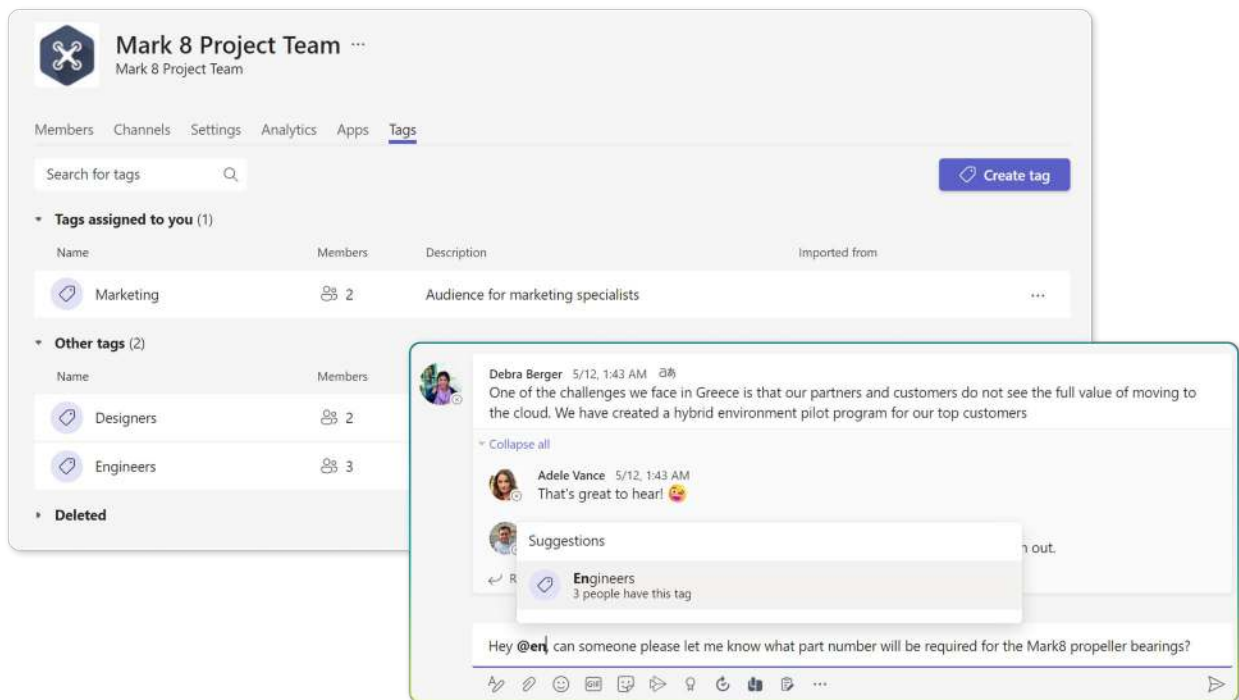 Mark 8 Project Team ...
Mark 8 Project Team
Members Channels Settings Analytics Apps Tags
Search for tags
Create tag
Tags assigned to you (1)
Name Members Description Imported from
Marketing 2 Audience for marketing specialists ...
Other tags (2)
Name Members
Designers 2
Engineers 3
Deleted
Debra Berger 5/12, 1:43 AM
One of the challenges we face in Greece is that our partners and customers do not see the full value of moving to
the cloud. We have created a hybrid environment pilot program for our top customers
Collapse all
Adele Vance 5/12, 1:43 AM
That's great to hear! 😜
Suggestions
out.
Engineers
R
3 people have this tag
Hey @en, can someone please let me know what part number will be required for the Mark8 propeller bearings?
GIF ...